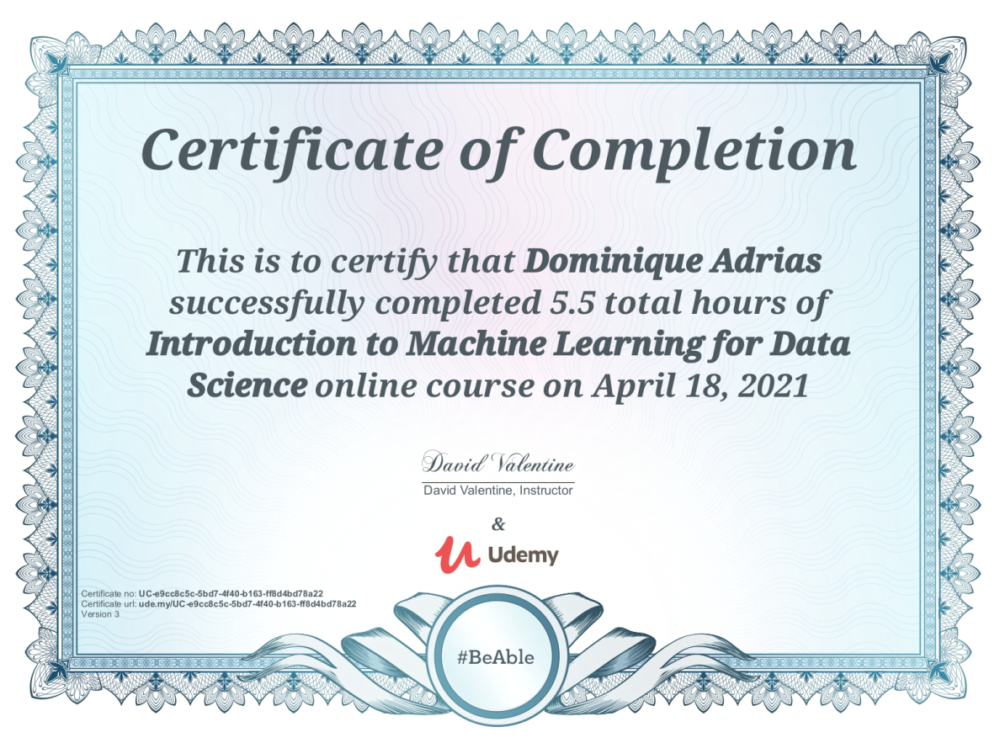 Certificate of Completion
This is to certify that Dominique Adrias
successfully completed 5.5 total hours of
Introduction to Machine Learning for Data
Science online course on April 18, 2021
David Valentine
David Valentine, Instructor
&
Udemy
Certificate no: UC-e9cc8c5c-5bd7-4f40-b163-ff8d4bd78a22
Certificate url: ude.my/UC-e9cc8c5c-5bd7-4f40-b163-ff8d4bd78a22
Version 3
#BeAble